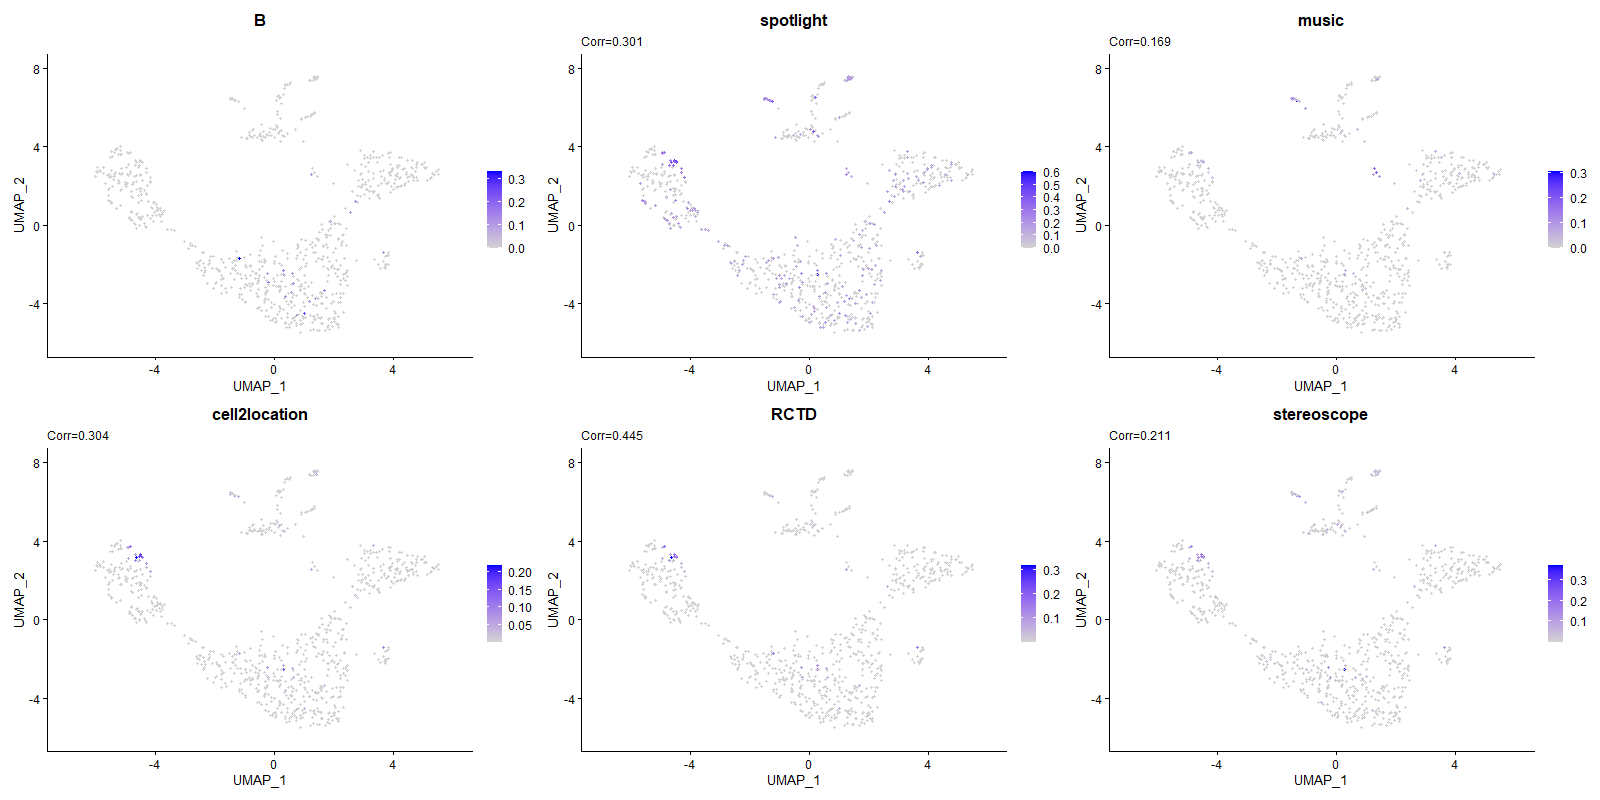 B
8
4
0
-4
UMAP_2
-4
0
4
UMAP_1
0.3
0.2
0.1
0.0
spotlight
Corr=0.301
8
4
0
-4
UMAP_2
-4
0
4
UMAP_1
0.6
0.5
0.4
0.3
0.2
0.1
0.0
music
Corr=0.169
8
4
0
-4
UMAP_2
-4
0
4
UMAP_1
0.3
0.2
0.1
0.0
cell2location
Corr=0.304
8
4
0
-4
UMAP_2
-4
0
4
UMAP_1
0.20
0.15
0.10
0.05
RCTD
Corr=0.445
8
4
0
-4
UMAP_2
-4
0
4
UMAP_1
0.3
0.2
0.1
stereoscope
Corr=0.211
8
4
0
-4
UMAP_2
-4
0
4
UMAP_1
0.3
0.2
0.1